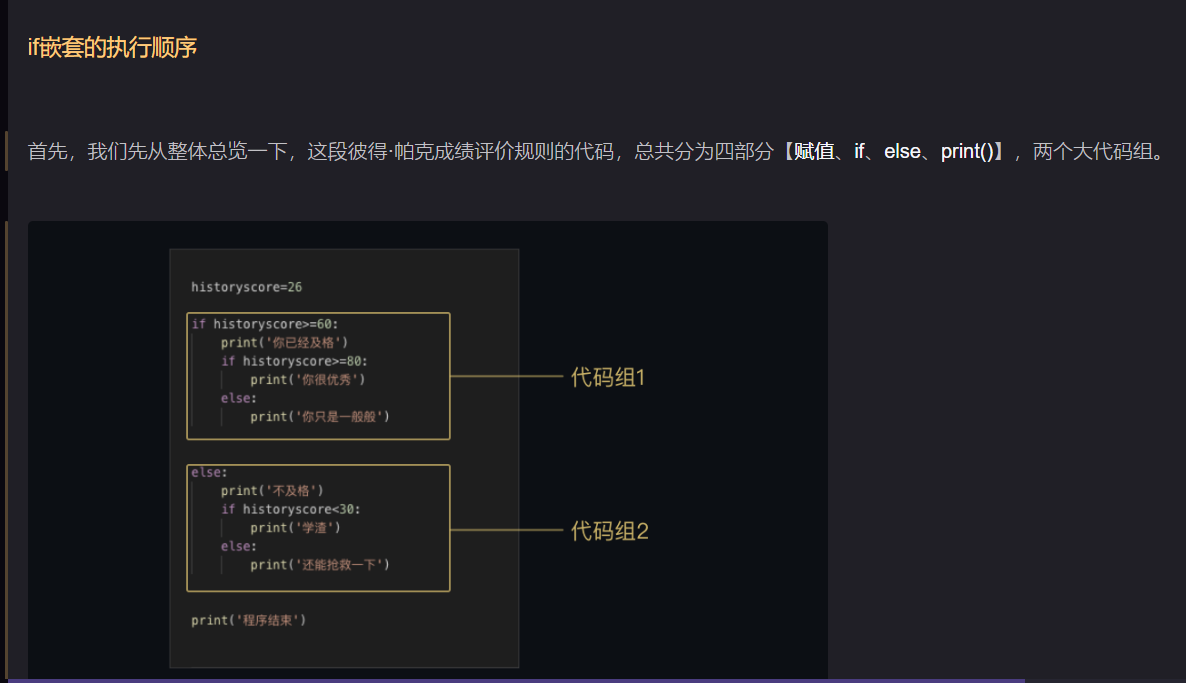 if嵌套的执行顺序
首先，我们先从整体总览一下，这段彼得·帕克成绩评价规则的代码，总共分为四部分【赋值、if、else、print()】，两个大代码组。
historyscore=26
if historyscore>=60:
print('你已经及格')
if historyscore>=80:
print('你很优秀')
else:
print('你只是一般般')
代码组1
else:
print('不及格')
if historyscore<30:
print('学渣')
else:
print('还能抢救一下')
代码组2
print('程序结束')